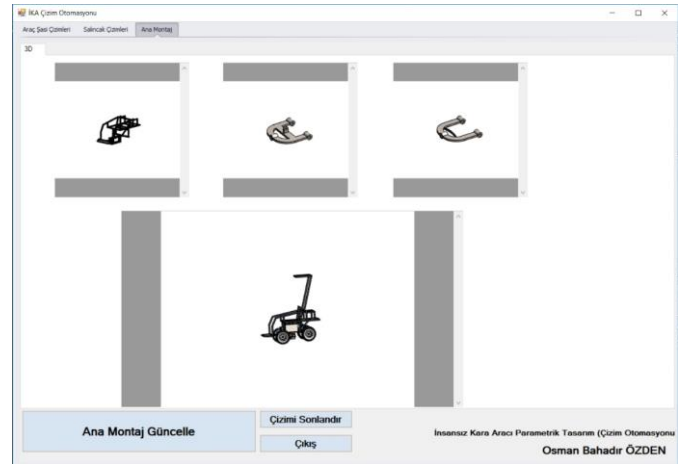 İKA Çizim Otomasyonu
Araç Şasi Çizimleri Salıncak Çizimleri Ana Montaj
3D
Ana Montaj Güncelle
Çizimi Sonlandır
Çıkış
İnsansız Kara Aracı Parametrik Tasarım (Çizim Otomasyonu
Osman Bahadır ÖZDEN